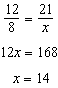 12/8 = 21/x
12x = 168
x = 14